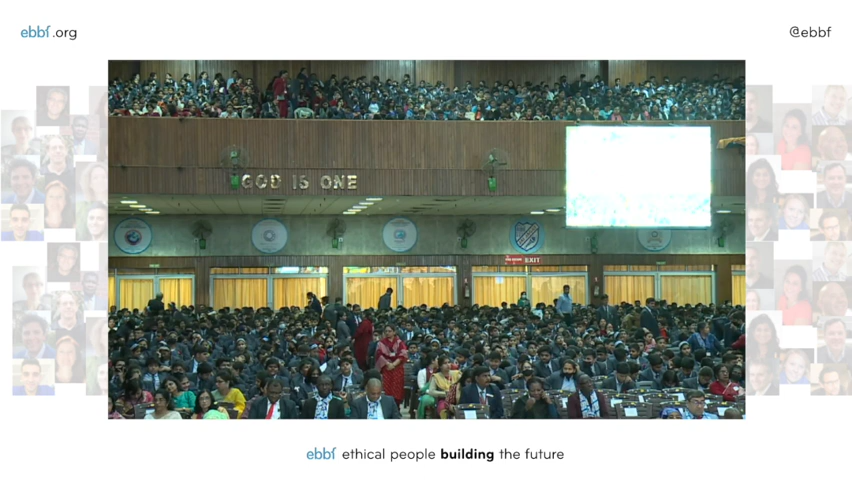 ebbf.org
@ebbf
GOD IS ONE
EXIT
ebbf ethical people building the future